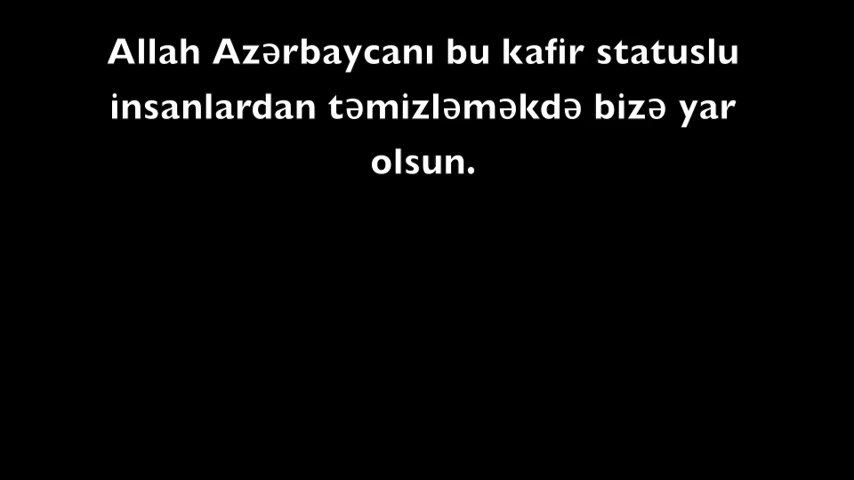 Allah Azərbaycanı bu kafir statuslu
insanlardan təmizləməkdə bizə yar
olsun.